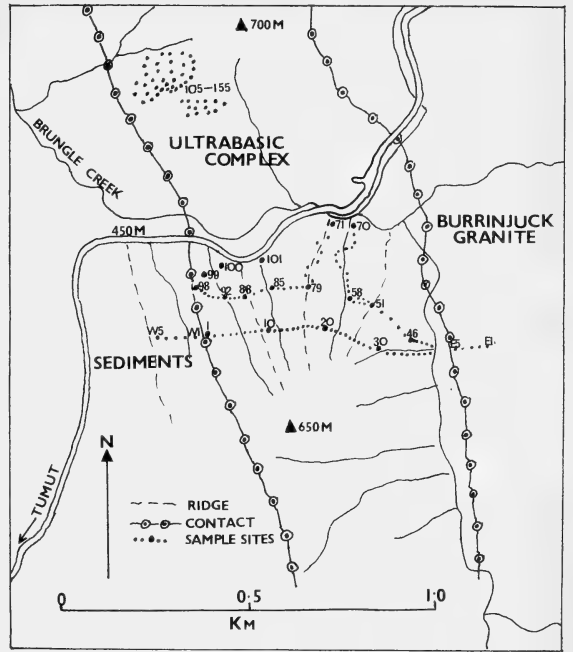 ▲ 700 M
105-155
ULTRABASIC
COMPLEX
BRUNGLE CREEK
71
70
BURRINJUCK
GRANITE
450M
100
101
99
98
92
88
85
79
58
51
W5
W1
10
20
30
46
E5
E1
SEDIMENTS
▲ 650 M
N
TUMUT
RIDGE
CONTACT
SAMPLE SITES
0
0·5
1·0
KM